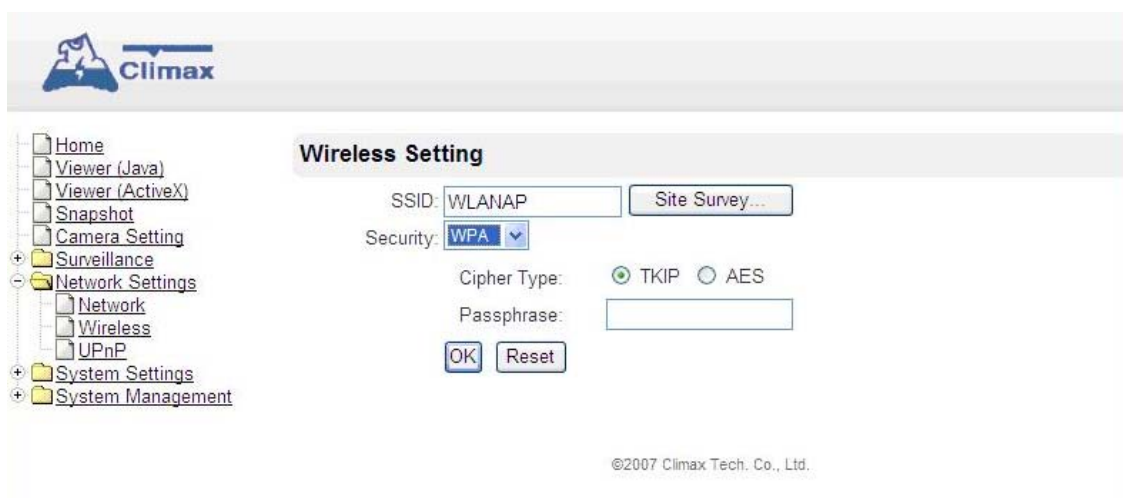 Climax
Home
Viewer (Java)
Viewer (ActiveX)
Snapshot
Camera Setting
Surveillance
Network Settings
Network
Wireless
UPnP
System Settings
System Management
Wireless Setting
SSID: WLANAP Site Survey...
Security: WPA
Cipher Type: TKIP AES
Passphrase:
OK Reset
©2007 Climax Tech. Co., Ltd.